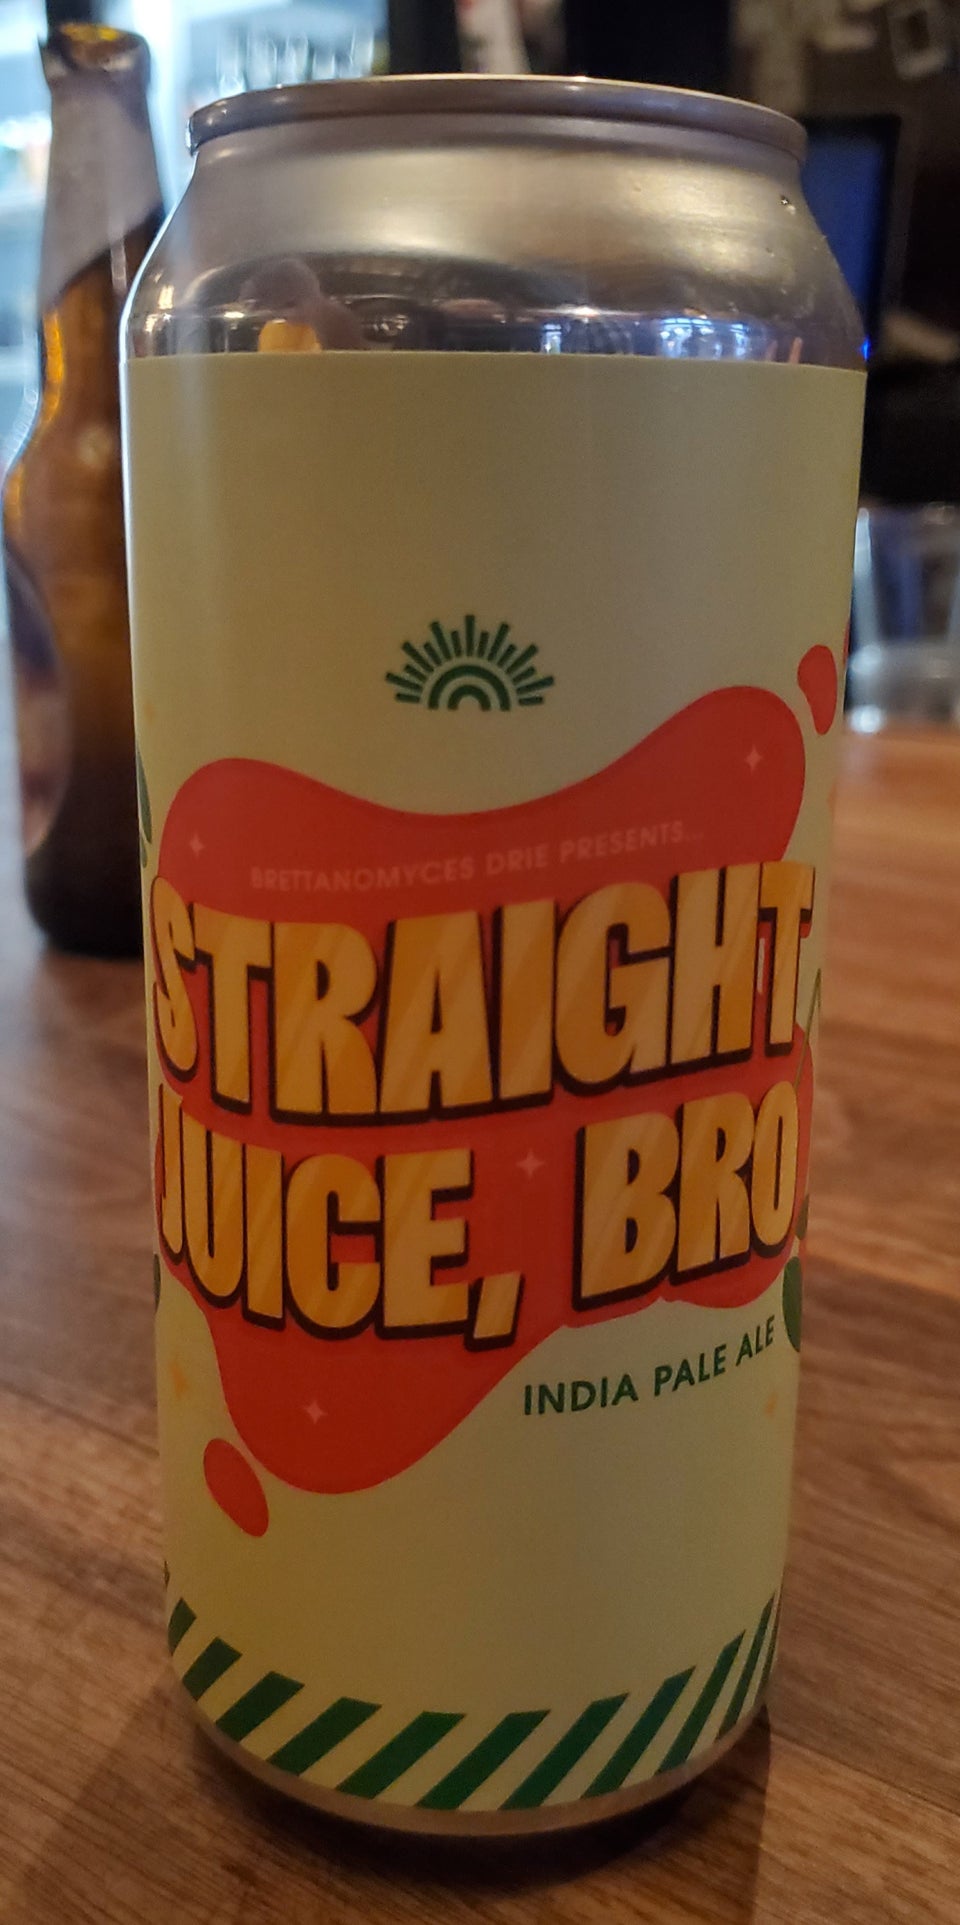 BRETTANOMYCES DRIE PRESENTS...
STRAIGHT
JUICE, BRO
INDIA PALE ALE